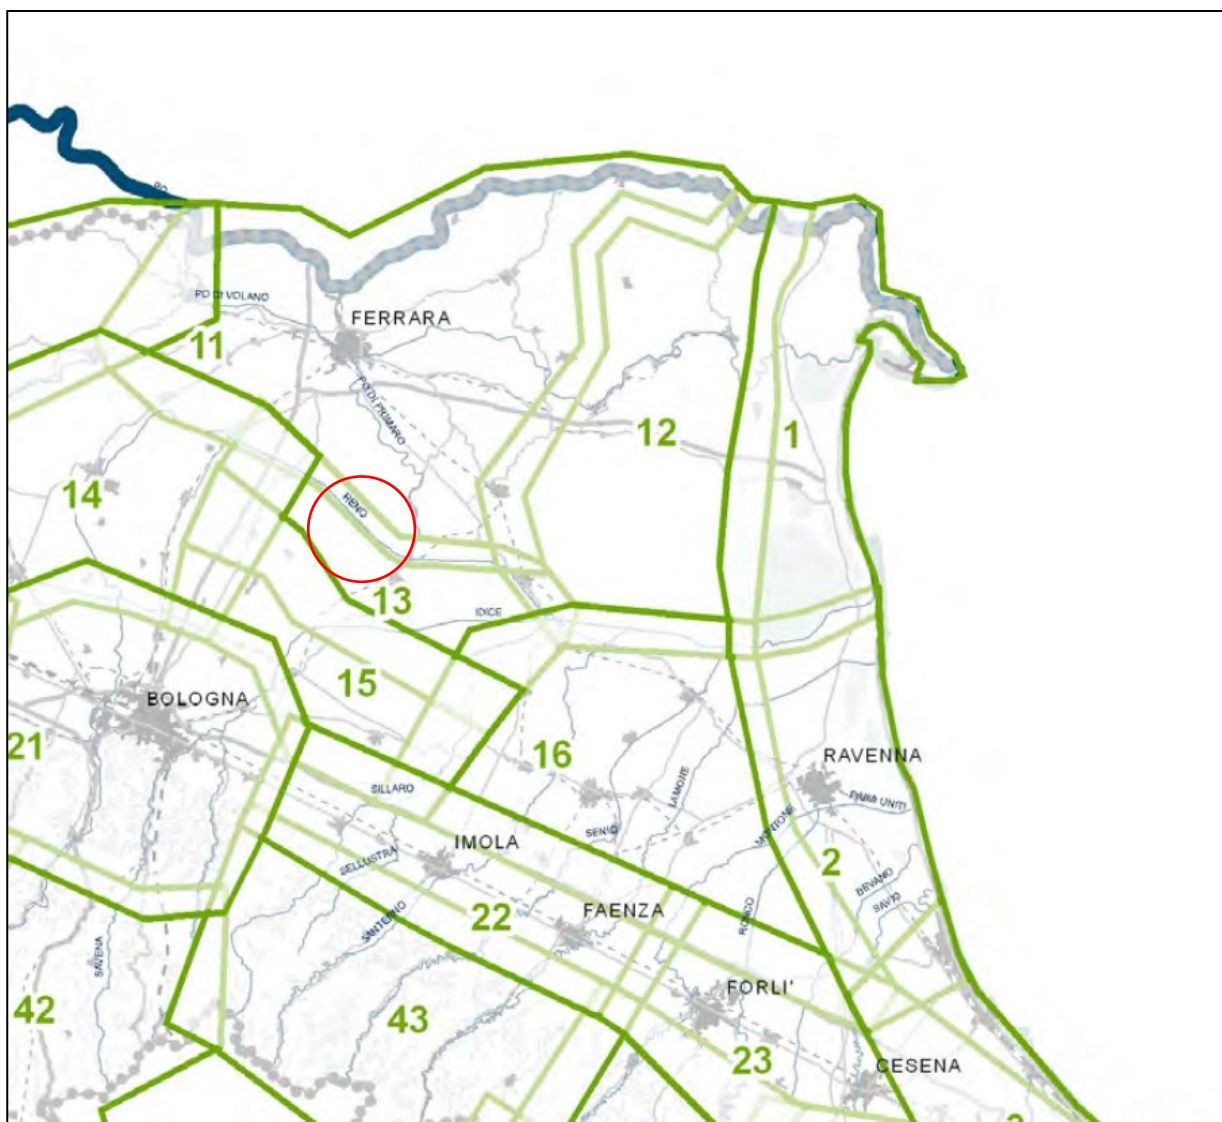 PO
PO DI VOLANO
FERRARA
11
PO DI PRIMARO
12
1
14
RENO
13
IDICE
15
BOLOGNA
21
16
RAVENNA
SILLARO
LAMONE
FIUMI UNITI
IMOLA
SENIO
MONTONE
SELLUSTRA
2
BEVANO
SAVIO
22
FAENZA
SANTERNO
RONCO
SAVENA
42
43
FORLI'
23
CESENA